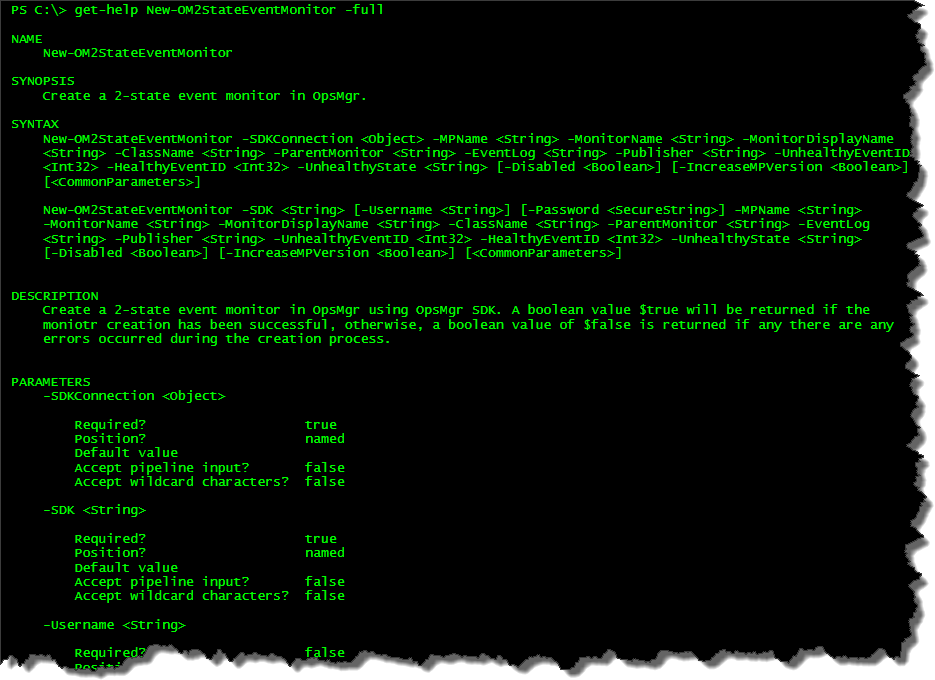 PS C:\> get-help New-OM2StateEventMonitor -full
NAME
New-OM2StateEventMonitor
SYNOPSIS
Create a 2-state event monitor in OpsMgr.
SYNTAX
New-OM2StateEventMonitor -SDKConnection <Object> -MPName <String> -MonitorName <String> -MonitorDisplayName
<String> -ClassName <String> -ParentMonitor <String> -EventLog <String> -Publisher <String> -UnhealthyEventID
<Int32> -HealthyEventID <Int32> -UnhealthyState <String> [-Disabled <Boolean>] [-IncreaseMPVersion <Boolean>]
[<CommonParameters>]
New-OM2StateEventMonitor -SDK <String> [-Username <String>] [-Password <SecureString>] -MPName <String>
-MonitorName <String> -MonitorDisplayName <String> -ClassName <String> -ParentMonitor <String> -EventLog
<String> -Publisher <String> -UnhealthyEventID <Int32> -HealthyEventID <Int32> -UnhealthyState <String>
[-Disabled <Boolean>] [-IncreaseMPVersion <Boolean>] [<CommonParameters>]
DESCRIPTION
Create a 2-state event monitor in OpsMgr using OpsMgr SDK. A boolean value $true will be returned if the
moniotr creation has been successful, otherwise, a boolean value of $false is returned if any there are any
errors occurred during the creation process.
PARAMETERS
-SDKConnection <Object>
Required? true
Position? named
Default value
Accept pipeline input? false
Accept wildcard characters? false
-SDK <String>
Required? true
Position? named
Default value
Accept pipeline input? false
Accept wildcard characters? false
-Username <String>
Required? false